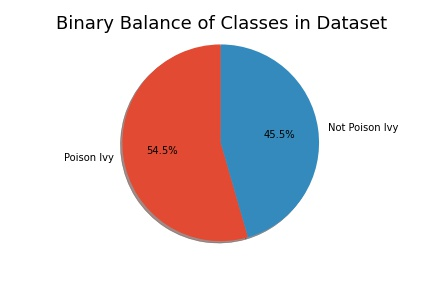 Binary Balance of Classes in Dataset
45.5%
Not Poison Ivy
54.5%
Poison Ivy